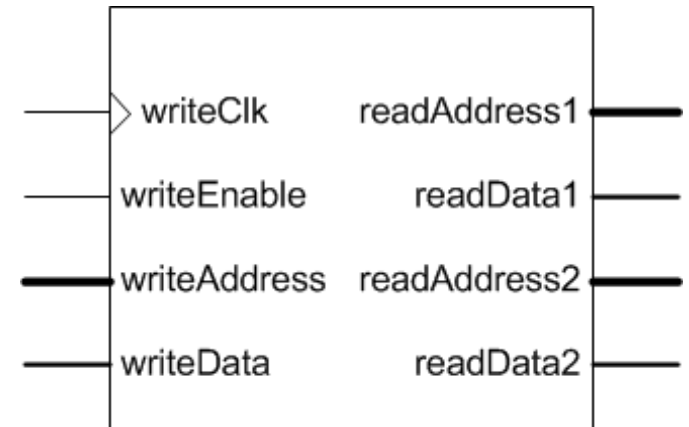 writeClk readAddress1
writeEnable readData1
writeAddress readAddress2
writeData readData2